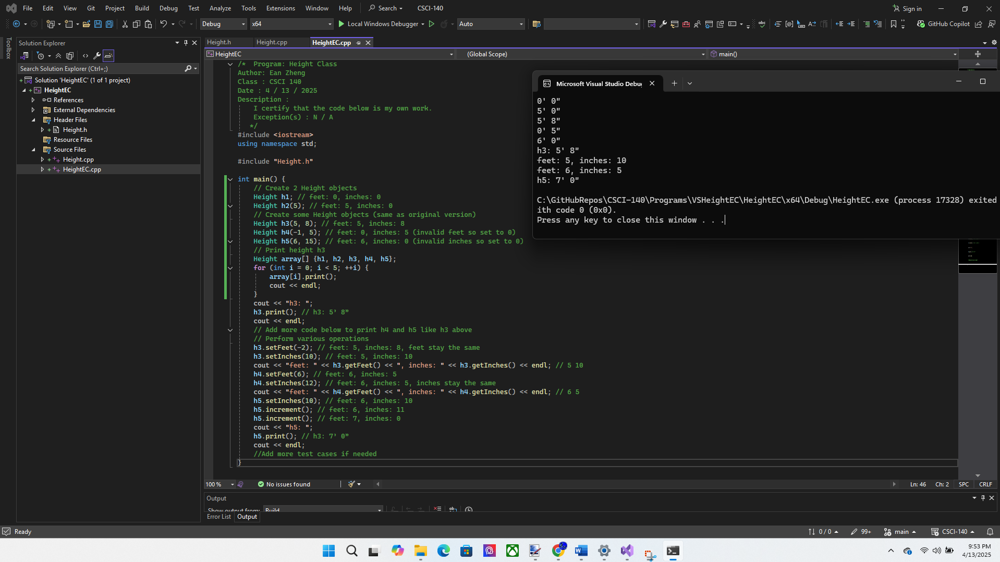 File Edit View Git Project Build Debug Test Analyze Tools Extensions Window Help Search CSCI-140 Sign in
Debug x64 Local Windows Debugger Auto GitHub Copilot
Toolbox
Solution Explorer
Search Solution Explorer (Ctrl+;)
Solution 'HeightEC' (1 of 1 project)
HeightEC
References
External Dependencies
Header Files
Height.h
Resource Files
Source Files
Height.cpp
HeightEC.cpp
Height.h Height.cpp HeightEC.cpp
HeightEC (Global Scope) main()
/*  Program: Height Class
Author: Ean Zheng
Class : CSCI 140
Date : 4 / 13 / 2025
Description :
    I certify that the code below is my own work.
    Exception(s) : N / A
   */
#include <iostream>
using namespace std;
#include "Height.h"
int main() {
    // Create 2 Height objects
    Height h1; // feet: 0, inches: 0
    Height h2(5); // feet: 5, inches: 0
    // Create some Height objects (same as original version)
    Height h3(5, 8); // feet: 5, inches: 8
    Height h4(-1, 5); // feet: 0, inches: 5 (invalid feet so set to 0)
    Height h5(6, 15); // feet: 6, inches: 0 (invalid inches so set to 0)
    // Print height h3
    Height array[] {h1, h2, h3, h4, h5};
    for (int i = 0; i < 5; ++i) {
        array[i].print();
        cout << endl;
    }
    cout << "h3: ";
    h3.print(); // h3: 5’ 8”
    cout << endl;
    // Add more code below to print h4 and h5 like h3 above
    // Perform various operations
    h3.setFeet(-2); // feet: 5, inches: 8, feet stay the same
    h3.setInches(10); // feet: 5, inches: 10
    cout << "feet: " << h3.getFeet() << ", inches: " << h3.getInches() << endl; // 5 10
    h4.setFeet(6); // feet: 6, inches: 5
    h4.setInches(12); // feet: 6, inches: 5, inches stay the same
    cout << "feet: " << h4.getFeet() << ", inches: " << h4.getInches() << endl; // 6 5
    h5.setInches(10); // feet: 6, inches: 10
    h5.increment(); // feet: 6, inches: 11
    h5.increment(); // feet: 7, inches: 0
    cout << "h5: ";
    h5.print(); // h3: 7’ 0”
    cout << endl;
    //Add more test cases if needed
}
Microsoft Visual Studio Debu
0' 0"
5' 0"
5' 8"
0' 5"
6' 0"
h3: 5' 8"
feet: 5, inches: 10
feet: 6, inches: 5
h5: 7' 0"
C:\GitHubRepos\CSCI-140\Programs\VSHeightEC\HeightEC\x64\Debug\HeightEC.exe (process 17328) exited
ith code 0 (0x0).
Press any key to close this window . . .
100 % No issues found Ln: 46 Ch: 2 SPC CRLF
Output
Show output from: Build
Error List Output
Ready 0 / 0 99+ main CSCI-140
9:53 PM
4/13/2025